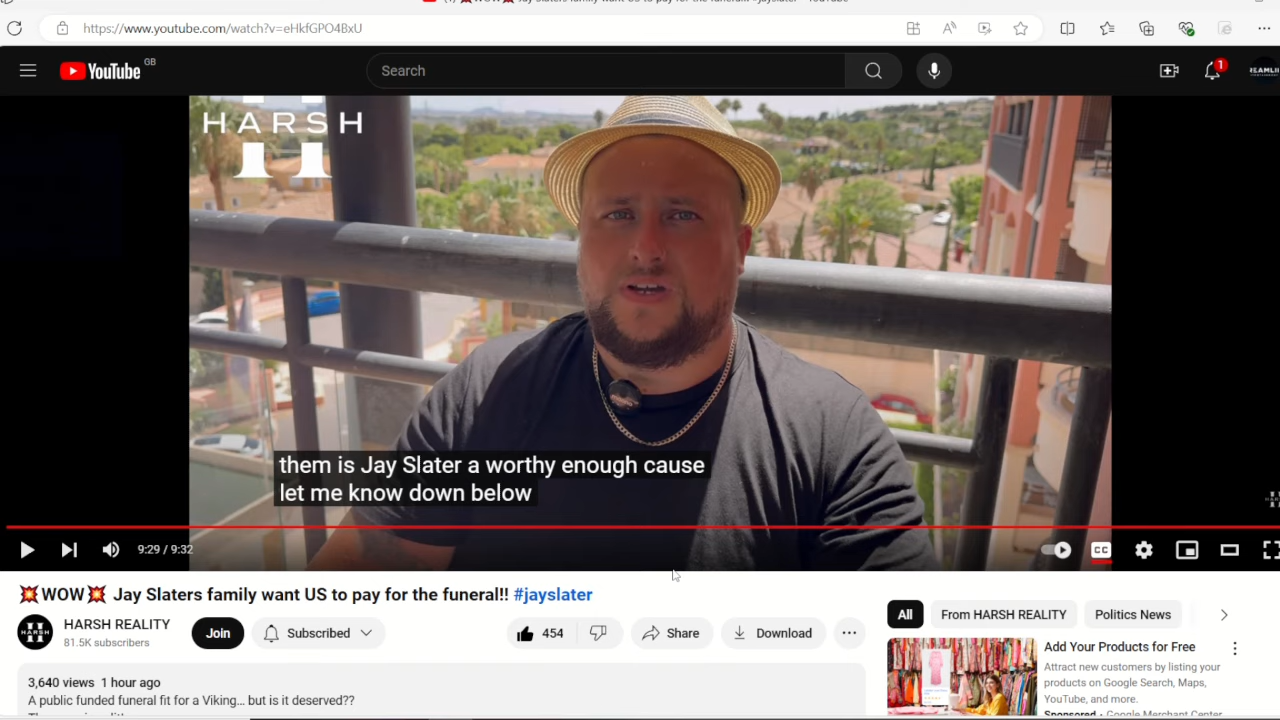 https://www.youtube.com/watch?v=eHkfGPO4BxU
YouTube GB
Search
1
HARSH
H
them is Jay Slater a worthy enough cause
let me know down below
9:29 / 9:32
CC
💥WOW💥 Jay Slaters family want US to pay for the funeral!! #jayslater
HARSH
HARSH REALITY
81.5K subscribers
Join
Subscribed
454
Share
Download
3,640 views 1 hour ago
A public funded funeral fit for a Viking... but is it deserved??
All
From HARSH REALITY
Politics News
Add Your Products for Free
Attract new customers by listing your
products on Google Search, Maps,
YouTube, and more.
Sponsored · Google Merchant Center